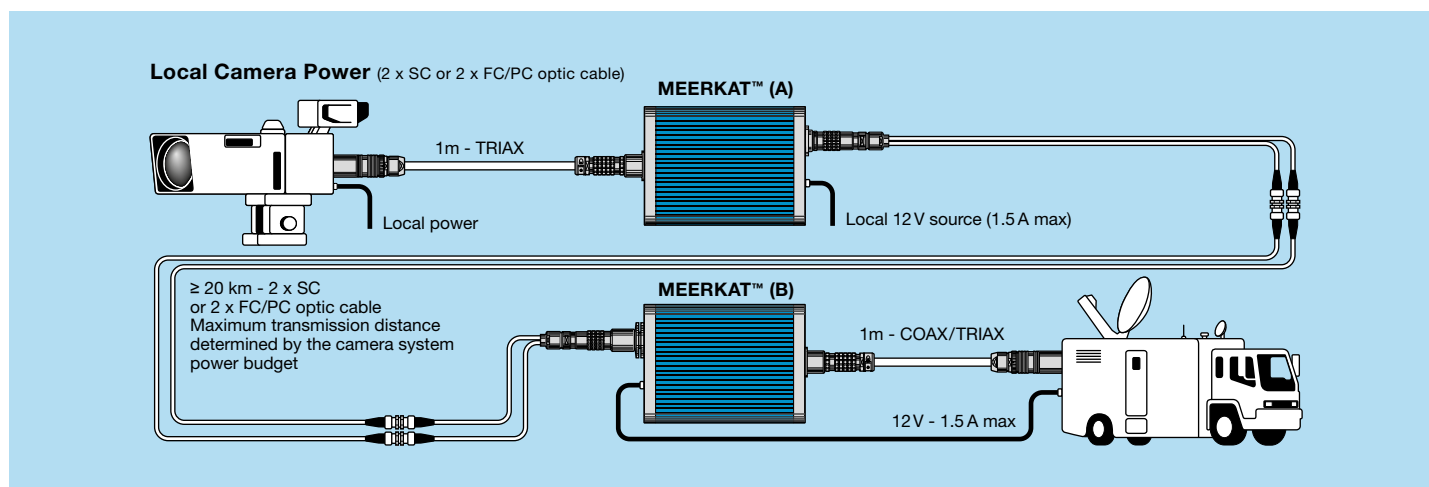 Local Camera Power (2 x SC or 2 x FC/PC optic cable)
MEERKAT™ (A)
1m - TRIAX
Local power
Local 12 V source (1.5 A max)
≥ 20 km - 2 x SC
or 2 x FC/PC optic cable
Maximum transmission distance
determined by the camera system
power budget
MEERKAT™ (B)
1m - COAX/TRIAX
12 V - 1.5 A max